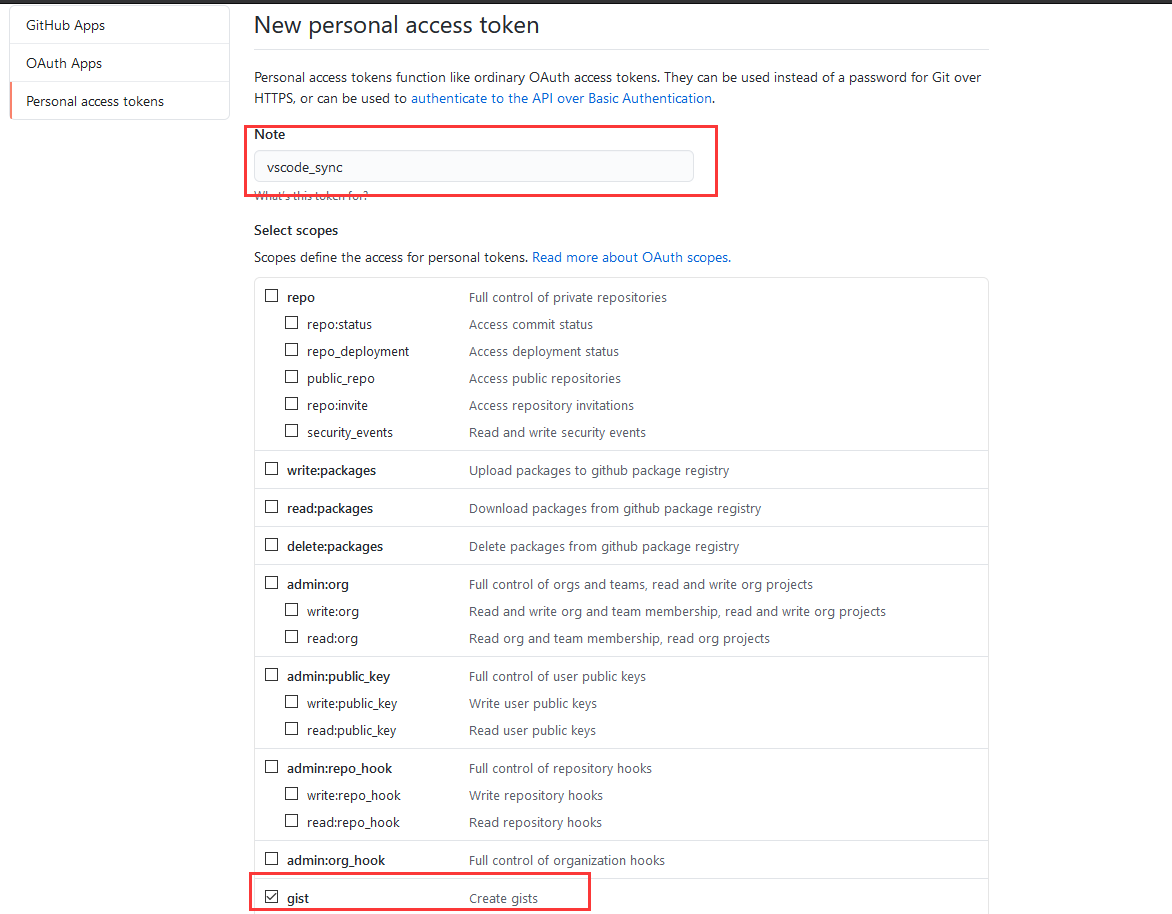 GitHub Apps
OAuth Apps
Personal access tokens
New personal access token
Personal access tokens function like ordinary OAuth access tokens. They can be used instead of a password for Git over
HTTPS, or can be used to authenticate to the API over Basic Authentication.
Note
vscode_sync
What's this token for?
Select scopes
Scopes define the access for personal tokens. Read more about OAuth scopes.
repo Full control of private repositories
repo:status Access commit status
repo_deployment Access deployment status
public_repo Access public repositories
repo:invite Access repository invitations
security_events Read and write security events
write:packages Upload packages to github package registry
read:packages Download packages from github package registry
delete:packages Delete packages from github package registry
admin:org Full control of orgs and teams, read and write org projects
write:org Read and write org and team membership, read and write org projects
read:org Read org and team membership, read org projects
admin:public_key Full control of user public keys
write:public_key Write user public keys
read:public_key Read user public keys
admin:repo_hook Full control of repository hooks
write:repo_hook Write repository hooks
read:repo_hook Read repository hooks
admin:org_hook Full control of organization hooks
gist Create gists